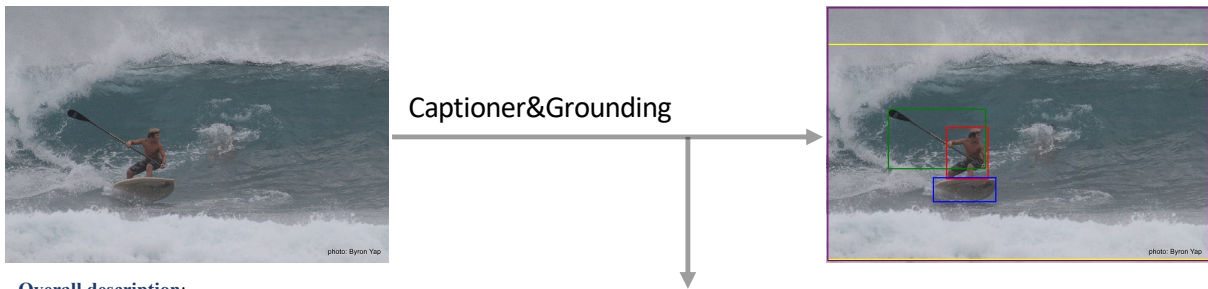 Captioner&Grounding
photo: Byron Yap
photo: Byron Yap
Overall description: